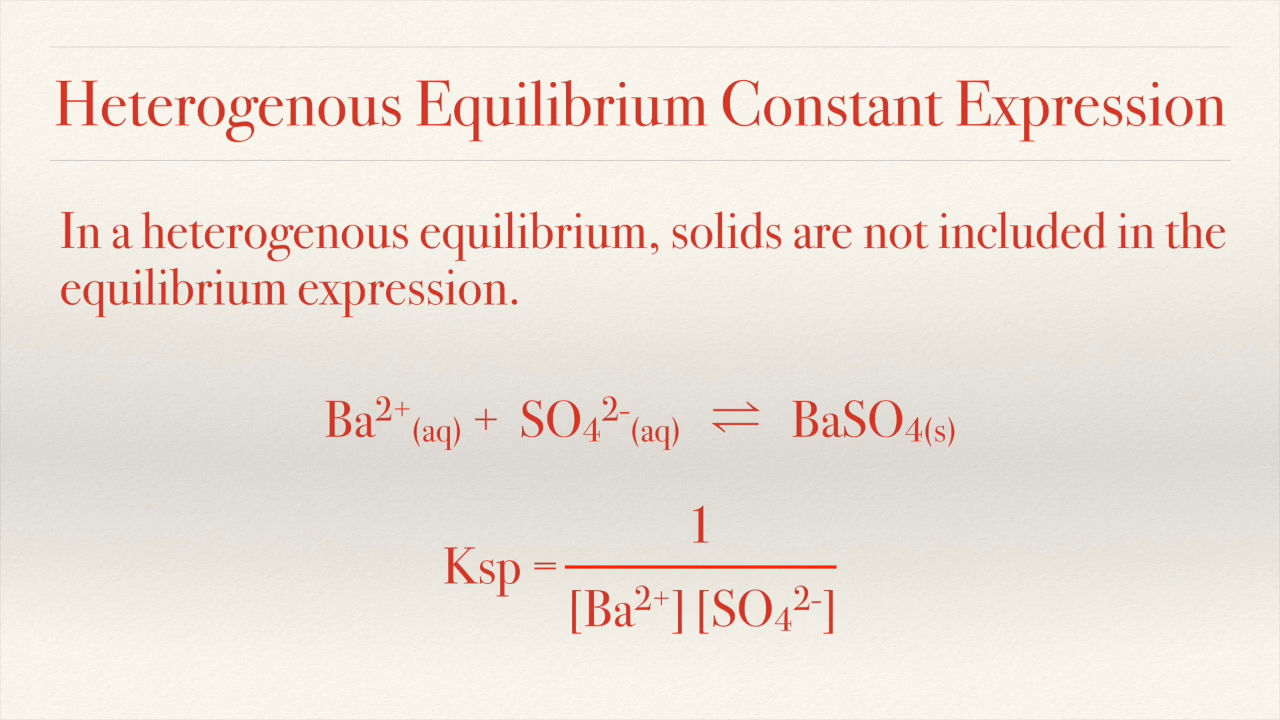 Heterogenous Equilibrium Constant Expression
In a heterogenous equilibrium, solids are not included in the
equilibrium expression.
Ba²⁺(aq) + SO₄²⁻(aq) ⇌ BaSO₄(s)
1
Ksp =
[Ba²⁺] [SO₄²⁻]